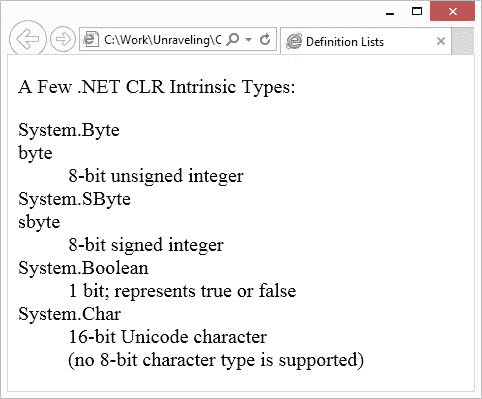 C:\Work\Unraveling\C
Definition Lists
A Few .NET CLR Intrinsic Types:
System.Byte
byte
8-bit unsigned integer
System.SByte
sbyte
8-bit signed integer
System.Boolean
1 bit; represents true or false
System.Char
16-bit Unicode character
(no 8-bit character type is supported)